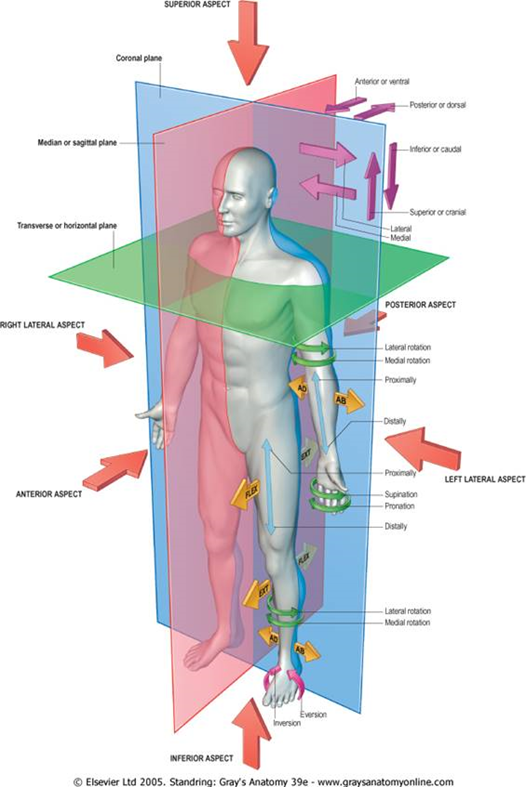 SUPERIOR ASPECT
Coronal plane
Anterior or ventral
Posterior or dorsal
Median or sagittal plane
Inferior or caudal
Superior or cranial
Transverse or horizontal plane
Lateral
Medial
POSTERIOR ASPECT
RIGHT LATERAL ASPECT
Lateral rotation
Medial rotation
Proximally
AD
AB
Distally
EXT
Proximally
LEFT LATERAL ASPECT
ANTERIOR ASPECT
FLEX
Supination
Pronation
Distally
FLEX
EXT
Lateral rotation
Medial rotation
AD
AB
Eversion
Inversion
INFERIOR ASPECT
© Elsevier Ltd 2005. Standring: Gray's Anatomy 39e - www.graysanatomyonline.com